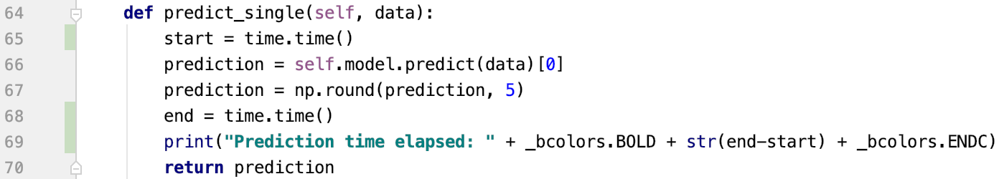 64 def predict_single(self, data):
65 start = time.time()
66 prediction = self.model.predict(data)[0]
67 prediction = np.round(prediction, 5)
68 end = time.time()
69 print("Prediction time elapsed: " + _bcolors.BOLD + str(end-start) + _bcolors.ENDC)
70 return prediction